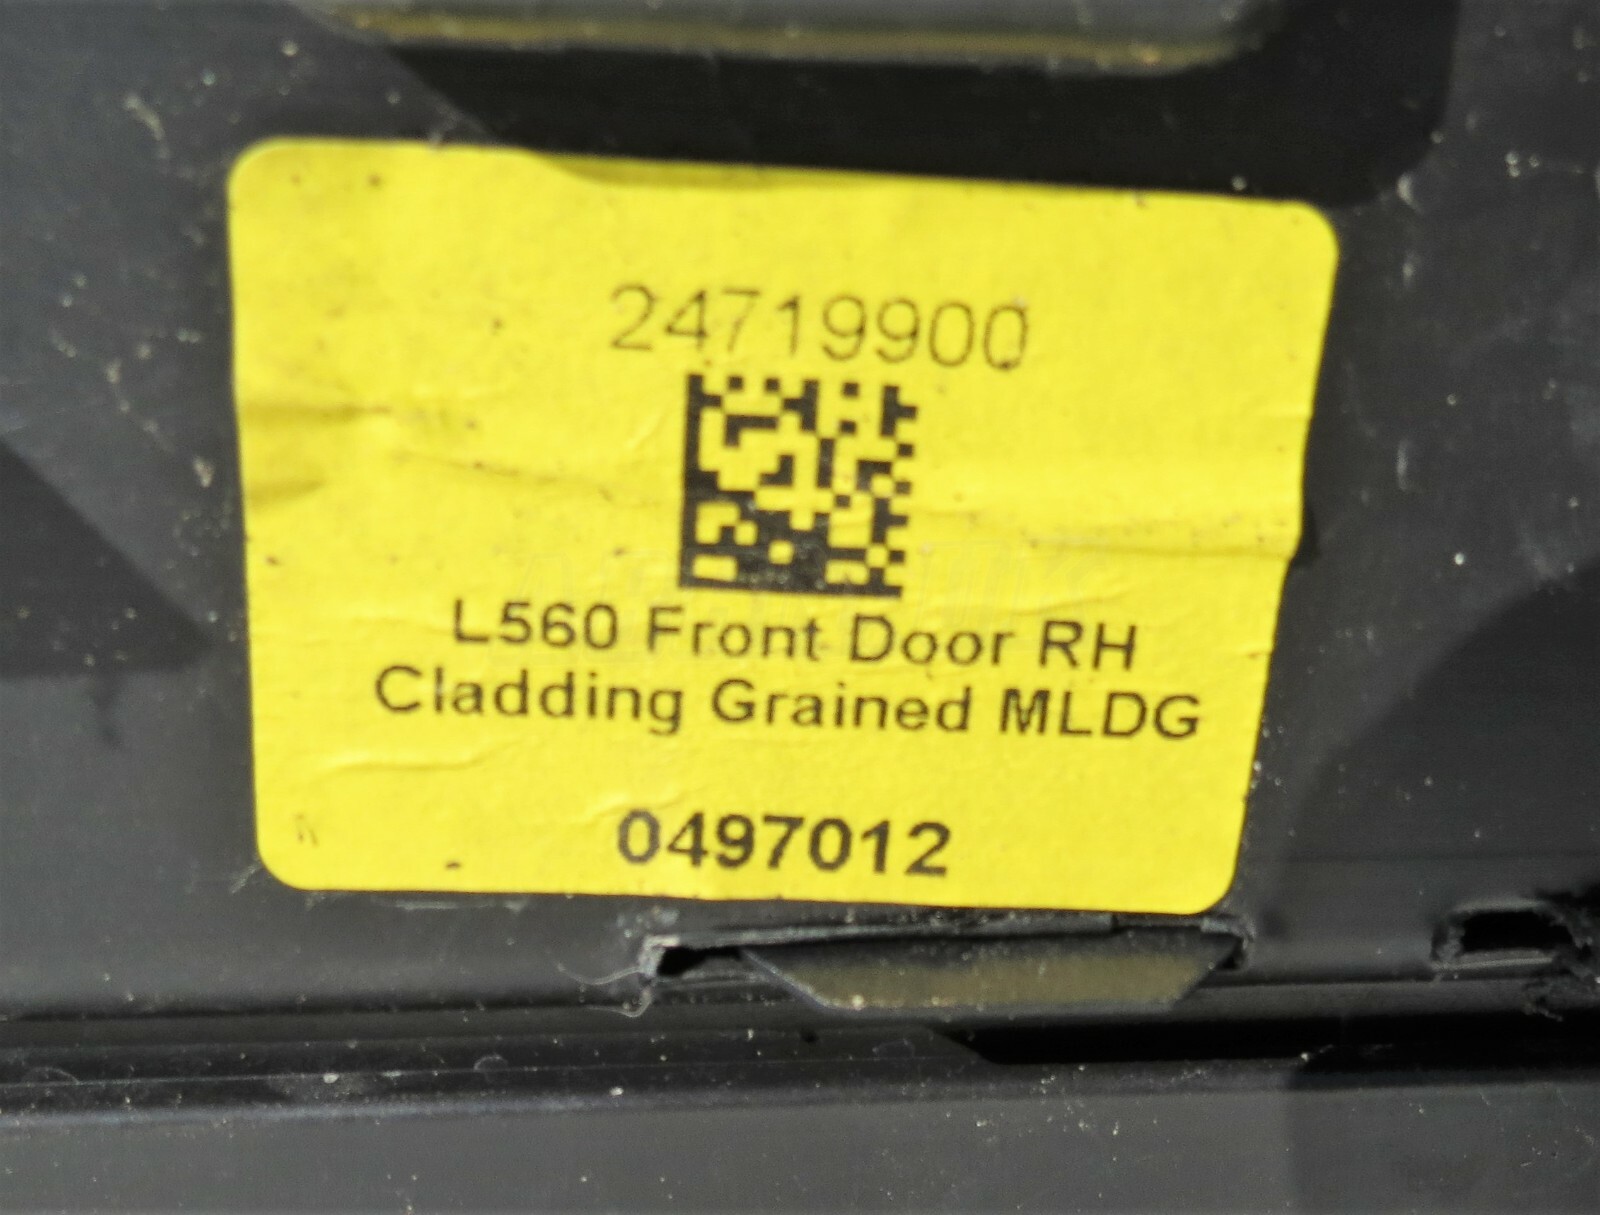 24719900
L560 Front Door RH
Cladding Grained MLDG
0497012